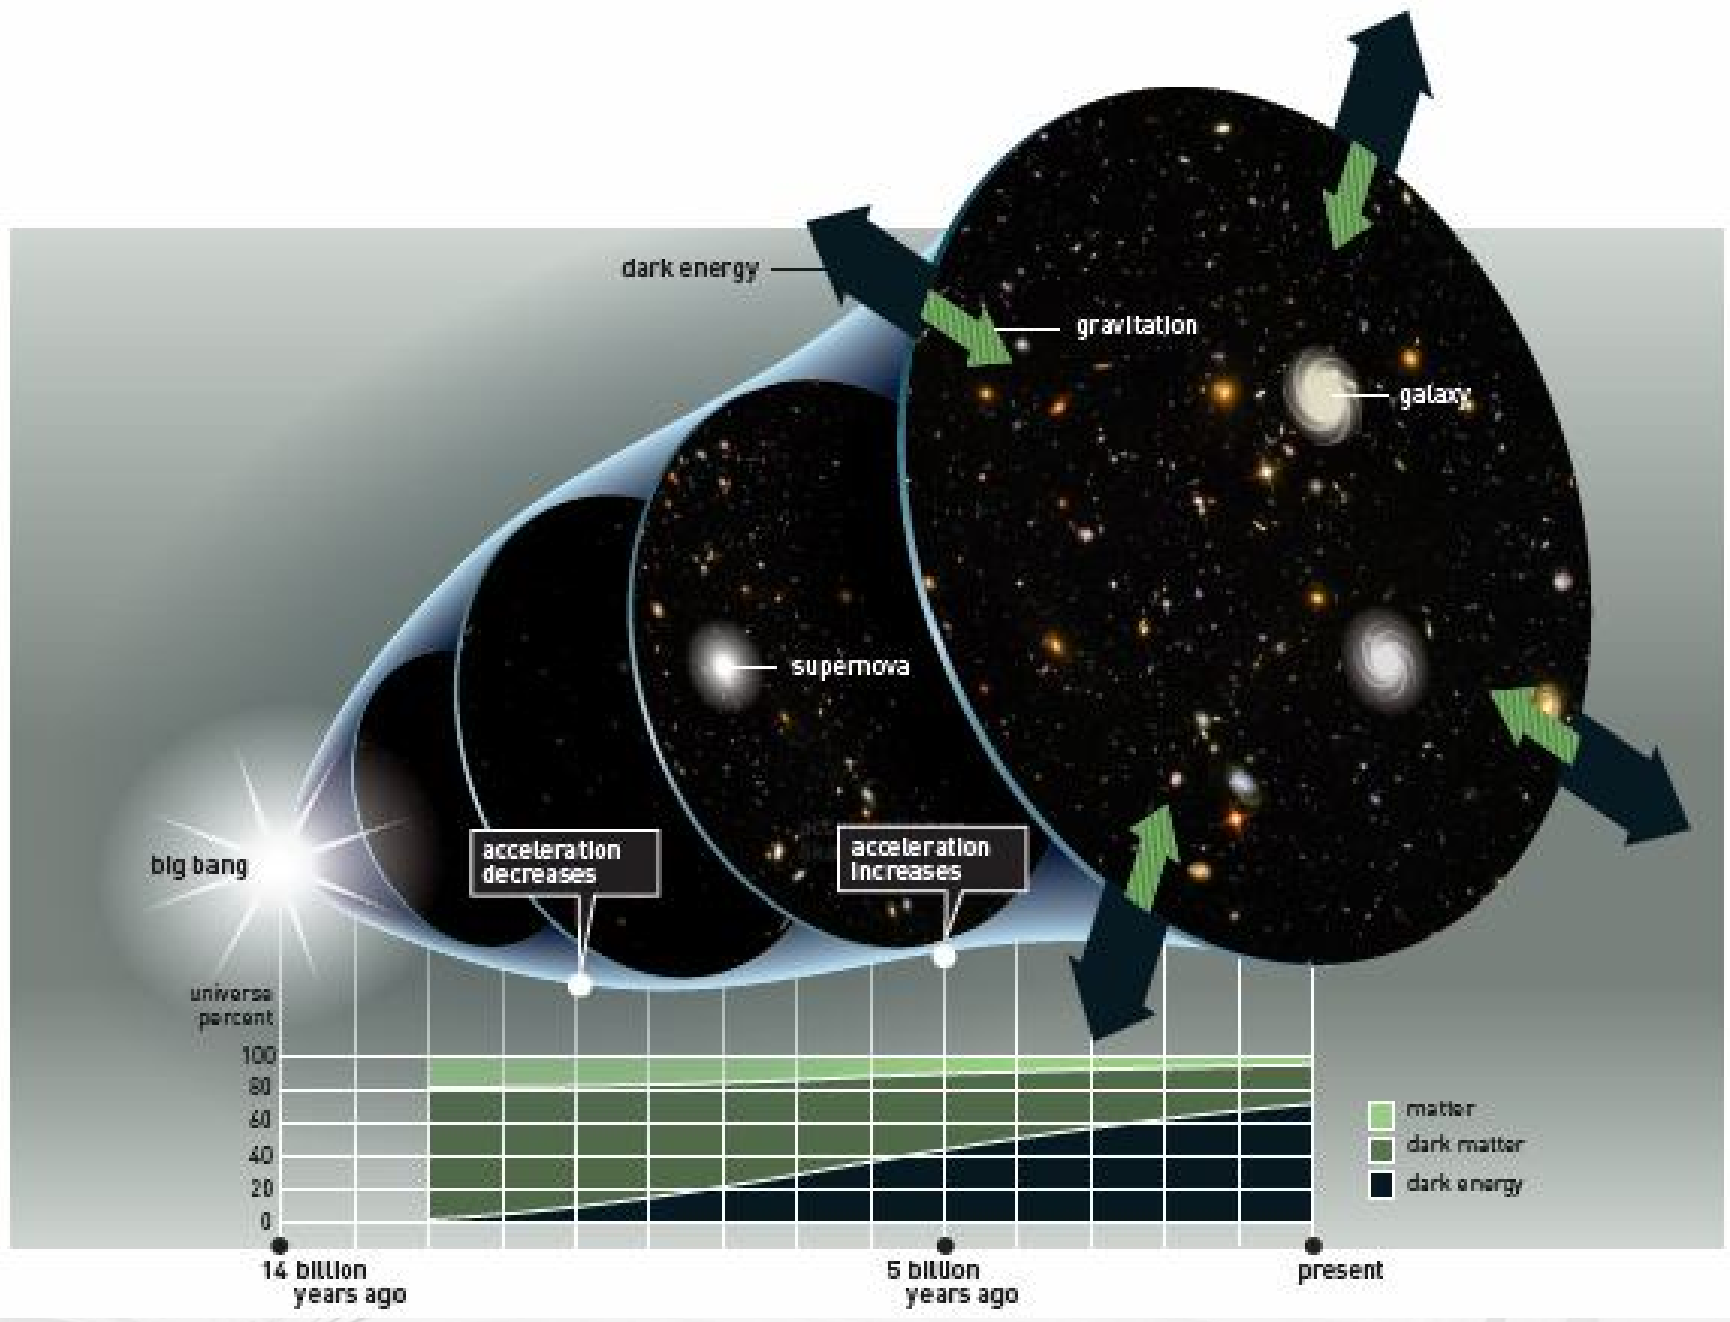 dark energy
gravitation
galaxy
supernova
big bang
acceleration
decreases
acceleration
increases
universe
percent
100
80
60
40
20
0
matter
dark matter
dark energy
14 billion
years ago
5 billion
years ago
present